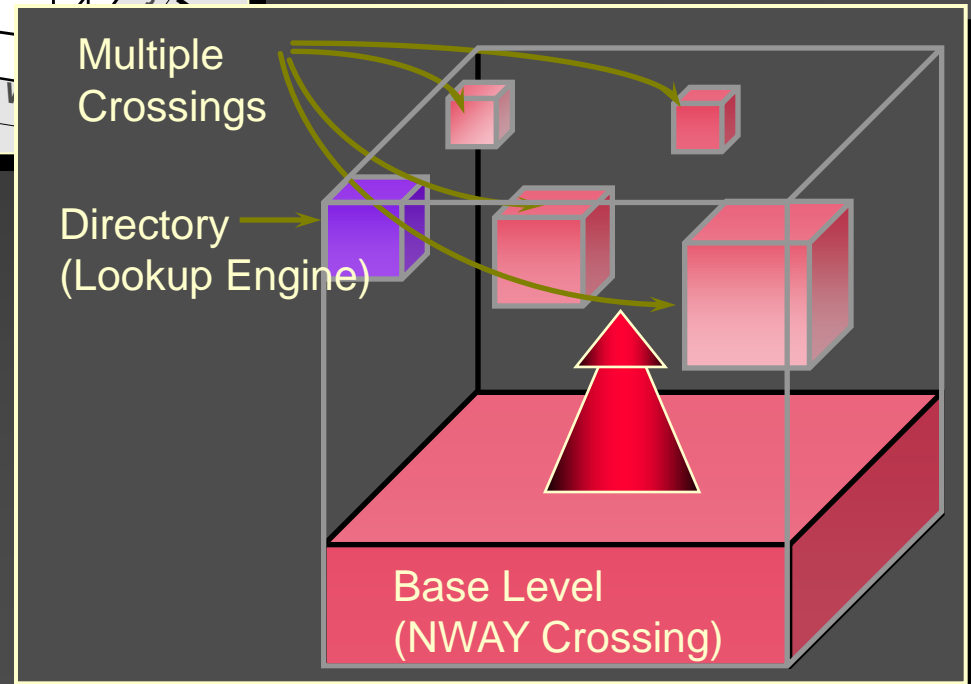 Multiple
Crossings
Directory
(Lookup Engine)
Base Level
(NWAY Crossing)